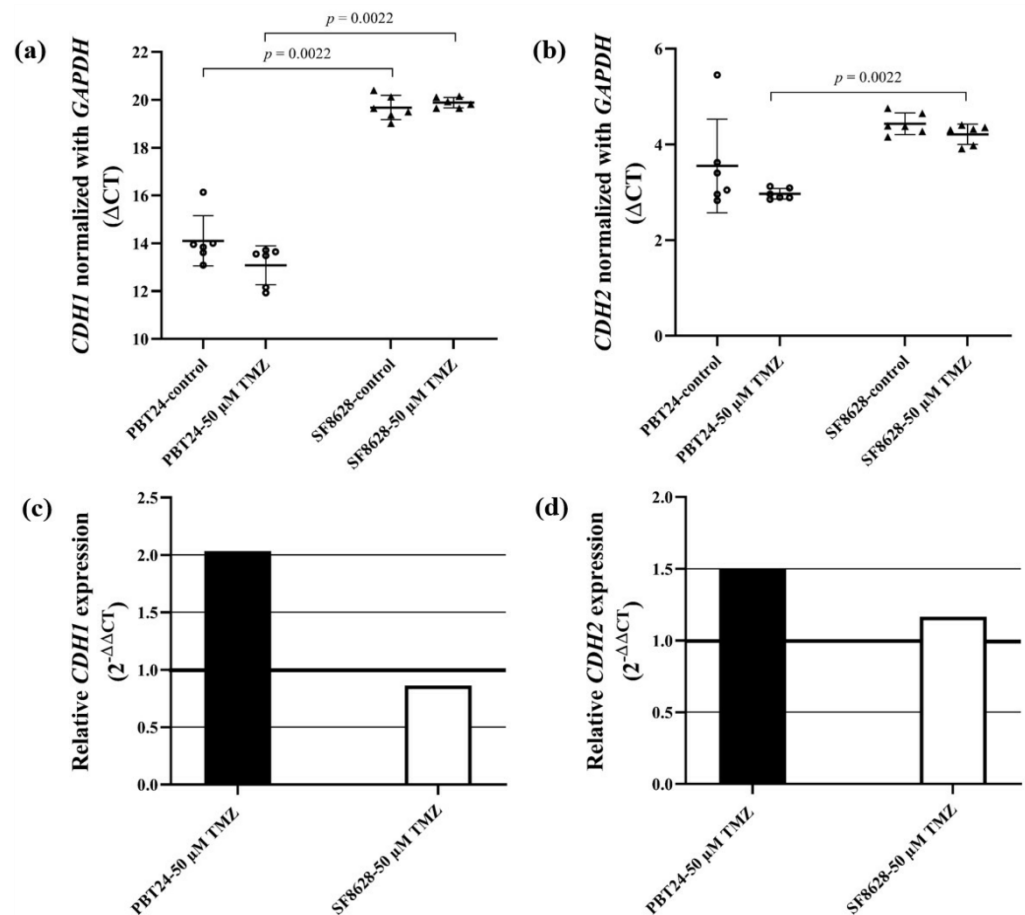 (a)
CDH1 normalized with GAPDH
(ΔCT)
22
20
18
16
14
12
10
p = 0.0022
p = 0.0022
PBT24-control
PBT24-50 μM TMZ
SF8628-control
SF8628-50 μM TMZ
(b)
CDH2 normalized with GAPDH
(ΔCT)
6
4
2
0
p = 0.0022
PBT24-control
PBT24-50 μM TMZ
SF8628-control
SF8628-50 μM TMZ
(c)
Relative CDH1 expression
(2^-ΔΔCT)
2.5
2.0
1.5
1.0
0.5
0.0
PBT24-50 μM TMZ
SF8628-50 μM TMZ
(d)
Relative CDH2 expression
(2^-ΔΔCT)
2.0
1.5
1.0
0.5
0.0
PBT24-50 μM TMZ
SF8628-50 μM TMZ